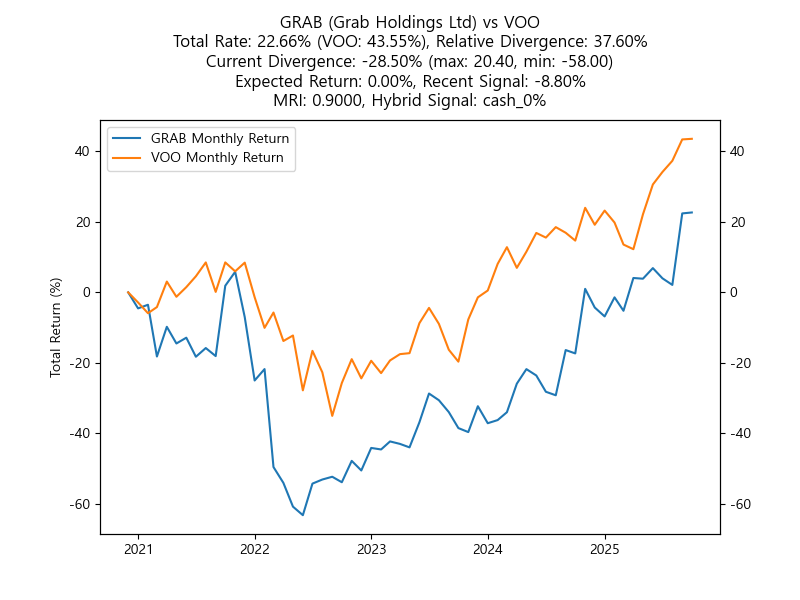 GRAB (Grab Holdings Ltd) vs VOO
Total Rate: 22.66% (VOO: 43.55%), Relative Divergence: 37.60%
Current Divergence: -28.50% (max: 20.40, min: -58.00)
Expected Return: 0.00%, Recent Signal: -8.80%
MRI: 0.9000, Hybrid Signal: cash_0%
GRAB Monthly Return
VOO Monthly Return
Total Return (%)
40
20
0
-20
-40
-60
40
20
0
-20
-40
-60
2021
2022
2023
2024
2025